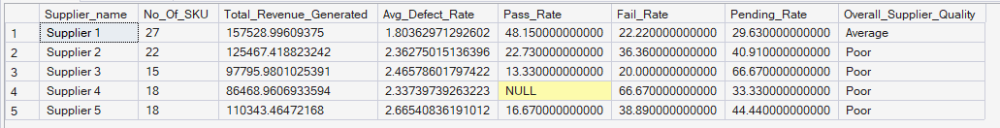 Supplier_name No_Of_SKU Total_Revenue_Generated Avg_Defect_Rate Pass_Rate Fail_Rate Pending_Rate Overall_Supplier_Quality
1 Supplier 1 27 157528.99609375 1.80362971292602 48.150000000000 22.220000000000 29.630000000000 Average
2 Supplier 2 22 125467.418823242 2.36275015136396 22.730000000000 36.360000000000 40.910000000000 Poor
3 Supplier 3 15 97795.9801025391 2.46578601797422 13.330000000000 20.000000000000 66.670000000000 Poor
4 Supplier 4 18 86468.9606933594 2.33739739263223 NULL 66.670000000000 33.330000000000 Poor
5 Supplier 5 18 110343.46472168 2.66540836191012 16.670000000000 38.890000000000 44.440000000000 Poor